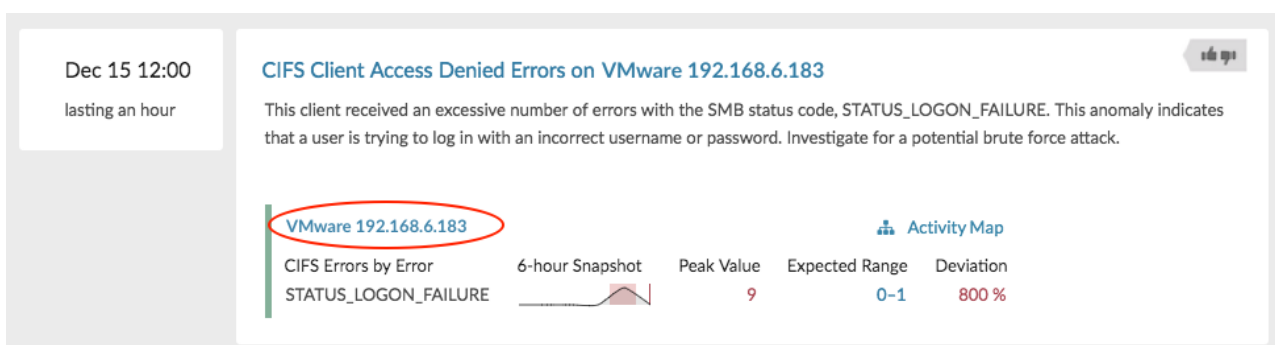 Dec 15 12:00
lasting an hour
CIFS Client Access Denied Errors on VMware 192.168.6.183
This client received an excessive number of errors with the SMB status code, STATUS_LOGON_FAILURE. This anomaly indicates
that a user is trying to log in with an incorrect username or password. Investigate for a potential brute force attack.
VMware 192.168.6.183
Activity Map
CIFS Errors by Error 6-hour Snapshot Peak Value Expected Range Deviation
STATUS_LOGON_FAILURE 9 0–1 800 %